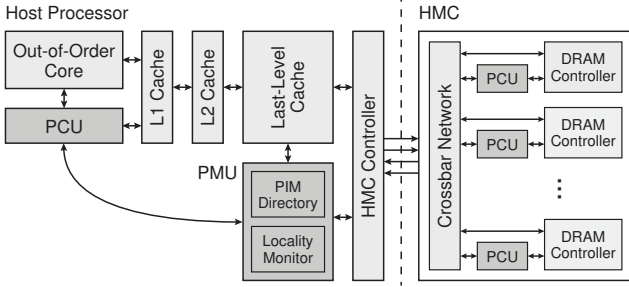 Host Processor
Out-of-Order
Core
PCU
L1 Cache
L2 Cache
Last-Level
Cache
PMU
PIM
Directory
Locality
Monitor
HMC Controller
HMC
Crossbar Network
PCU
DRAM
Controller
PCU
DRAM
Controller
...
PCU
DRAM
Controller